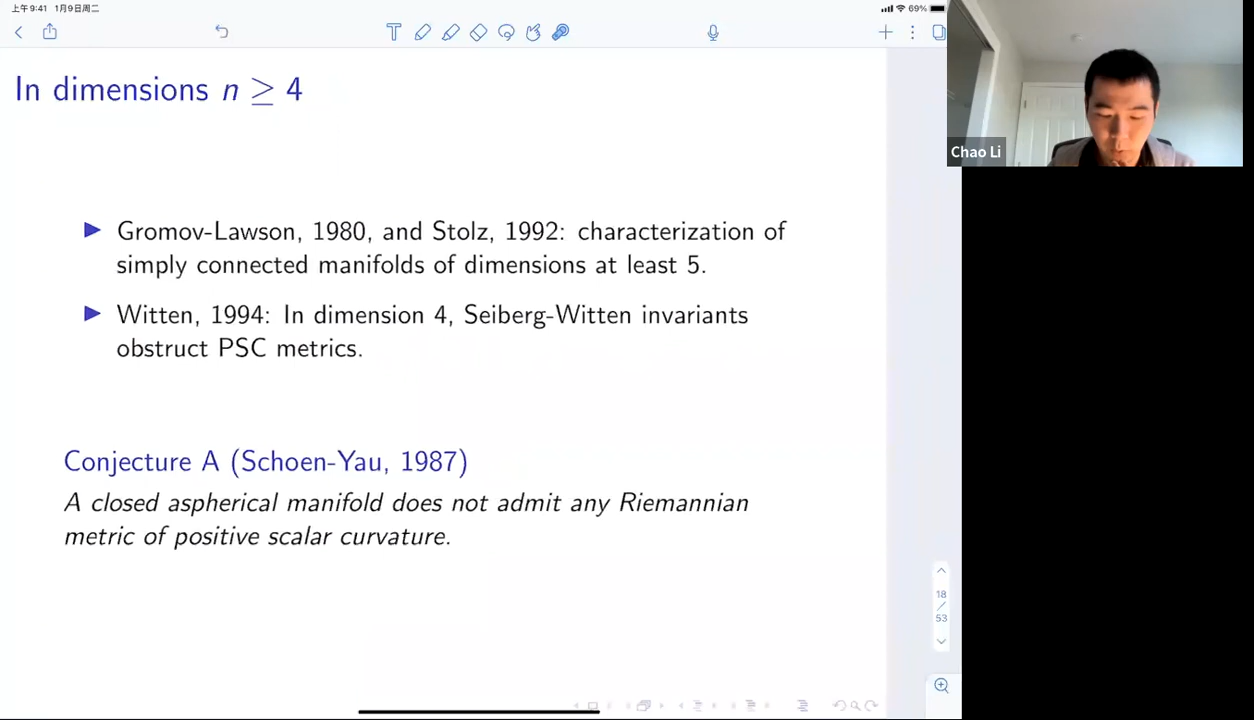 上午9:41 1月9日周二
69%
In dimensions n ≥ 4
Chao Li
▶ Gromov-Lawson, 1980, and Stolz, 1992: characterization of
simply connected manifolds of dimensions at least 5.
▶ Witten, 1994: In dimension 4, Seiberg-Witten invariants
obstruct PSC metrics.
Conjecture A (Schoen-Yau, 1987)
A closed aspherical manifold does not admit any Riemannian
metric of positive scalar curvature.
18
/
53